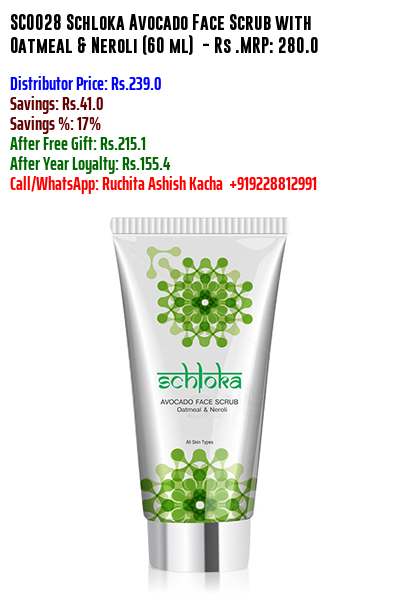 SC0028 Schloka Avocado Face Scrub with
Oatmeal & Neroli (60 ml) - Rs .MRP: 280.0
Distributor Price: Rs.239.0
Savings: Rs.41.0
Savings %: 17%
After Free Gift: Rs.215.1
After Year Loyalty: Rs.155.4
Call/WhatsApp: Ruchita Ashish Kacha +919228812991
schloka
AVOCADO FACE SCRUB
Oatmeal & Neroli
All Skin Types